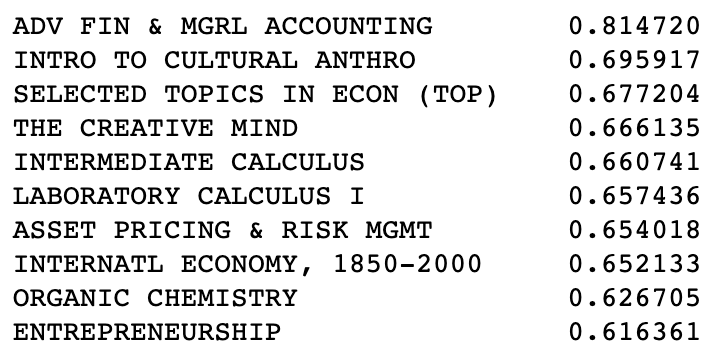 ADV FIN & MGRL ACCOUNTING 0.814720
INTRO TO CULTURAL ANTHRO 0.695917
SELECTED TOPICS IN ECON (TOP) 0.677204
THE CREATIVE MIND 0.666135
INTERMEDIATE CALCULUS 0.660741
LABORATORY CALCULUS I 0.657436
ASSET PRICING & RISK MGMT 0.654018
INTERNATL ECONOMY, 1850-2000 0.652133
ORGANIC CHEMISTRY 0.626705
ENTREPRENEURSHIP 0.616361